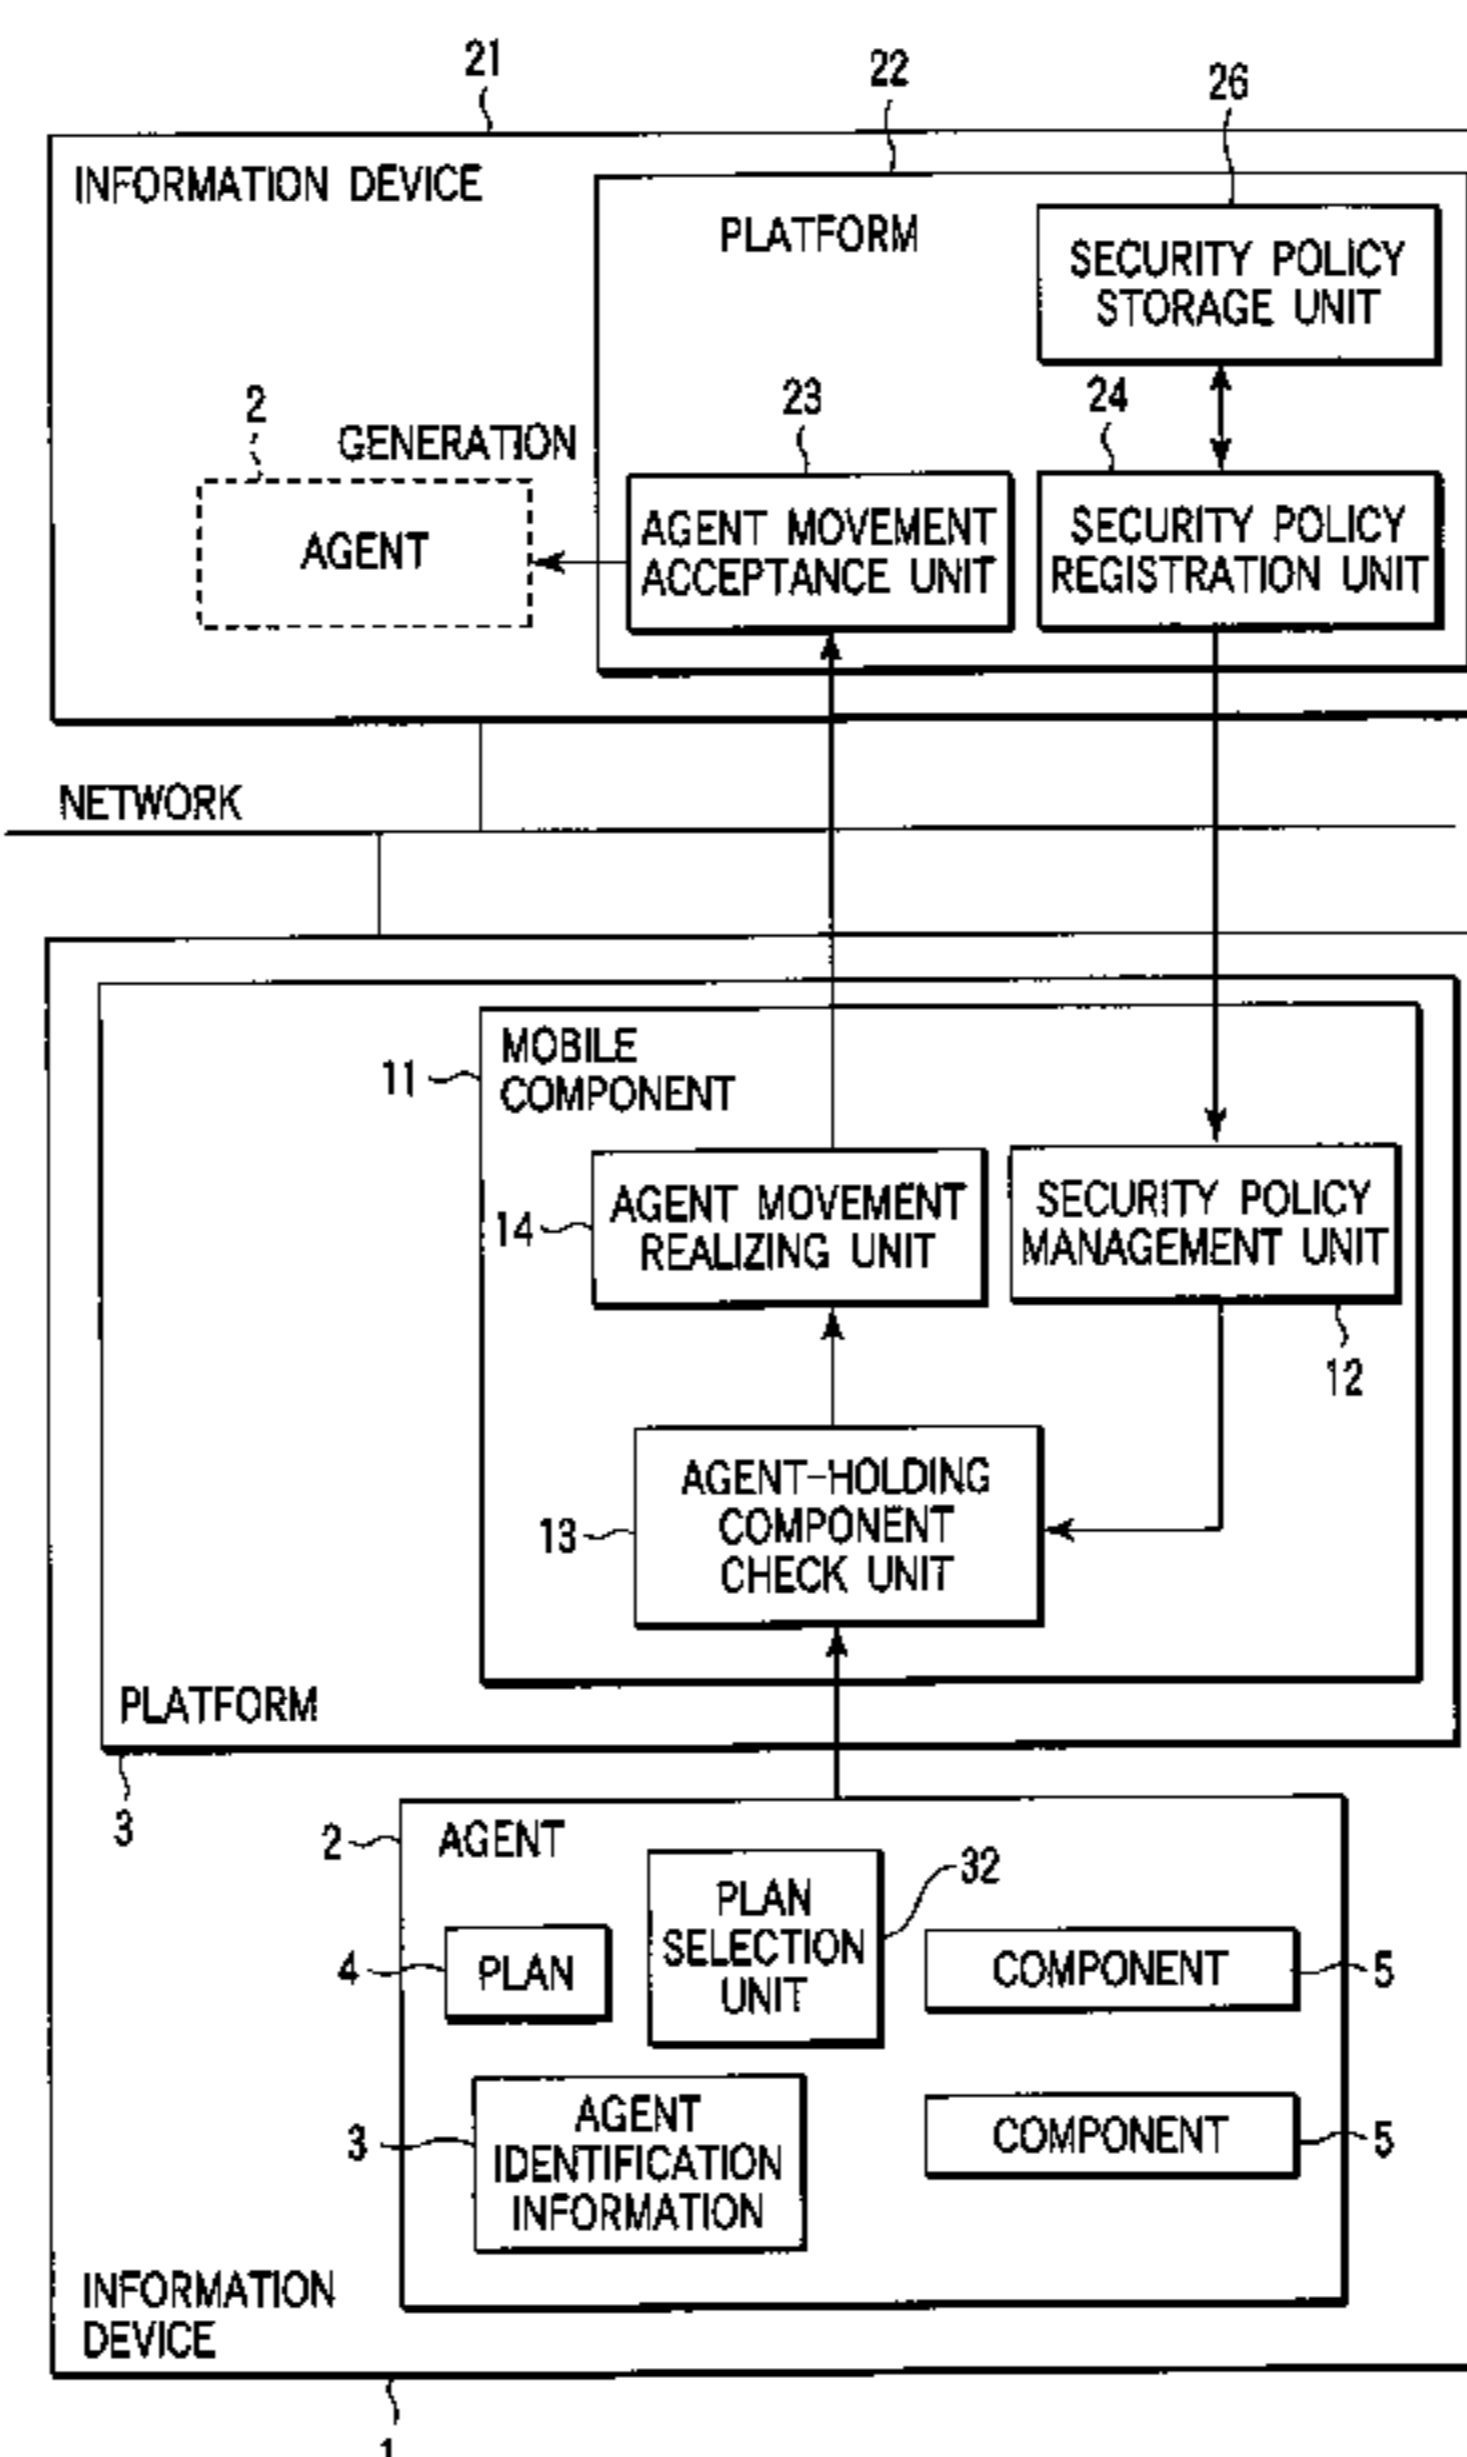 21
22
26
INFORMATION DEVICE
PLATFORM
SECURITY POLICY
STORAGE UNIT
2
GENERATION
23
24
AGENT
AGENT MOVEMENT
ACCEPTANCE UNIT
SECURITY POLICY
REGISTRATION UNIT
NETWORK
11
MOBILE
COMPONENT
14
AGENT MOVEMENT
REALIZING UNIT
SECURITY POLICY
MANAGEMENT UNIT
12
13
AGENT-HOLDING
COMPONENT
CHECK UNIT
PLATFORM
3
2
AGENT
32
PLAN
SELECTION
UNIT
4
PLAN
COMPONENT
5
3
AGENT
IDENTIFICATION
INFORMATION
COMPONENT
5
INFORMATION
DEVICE
1